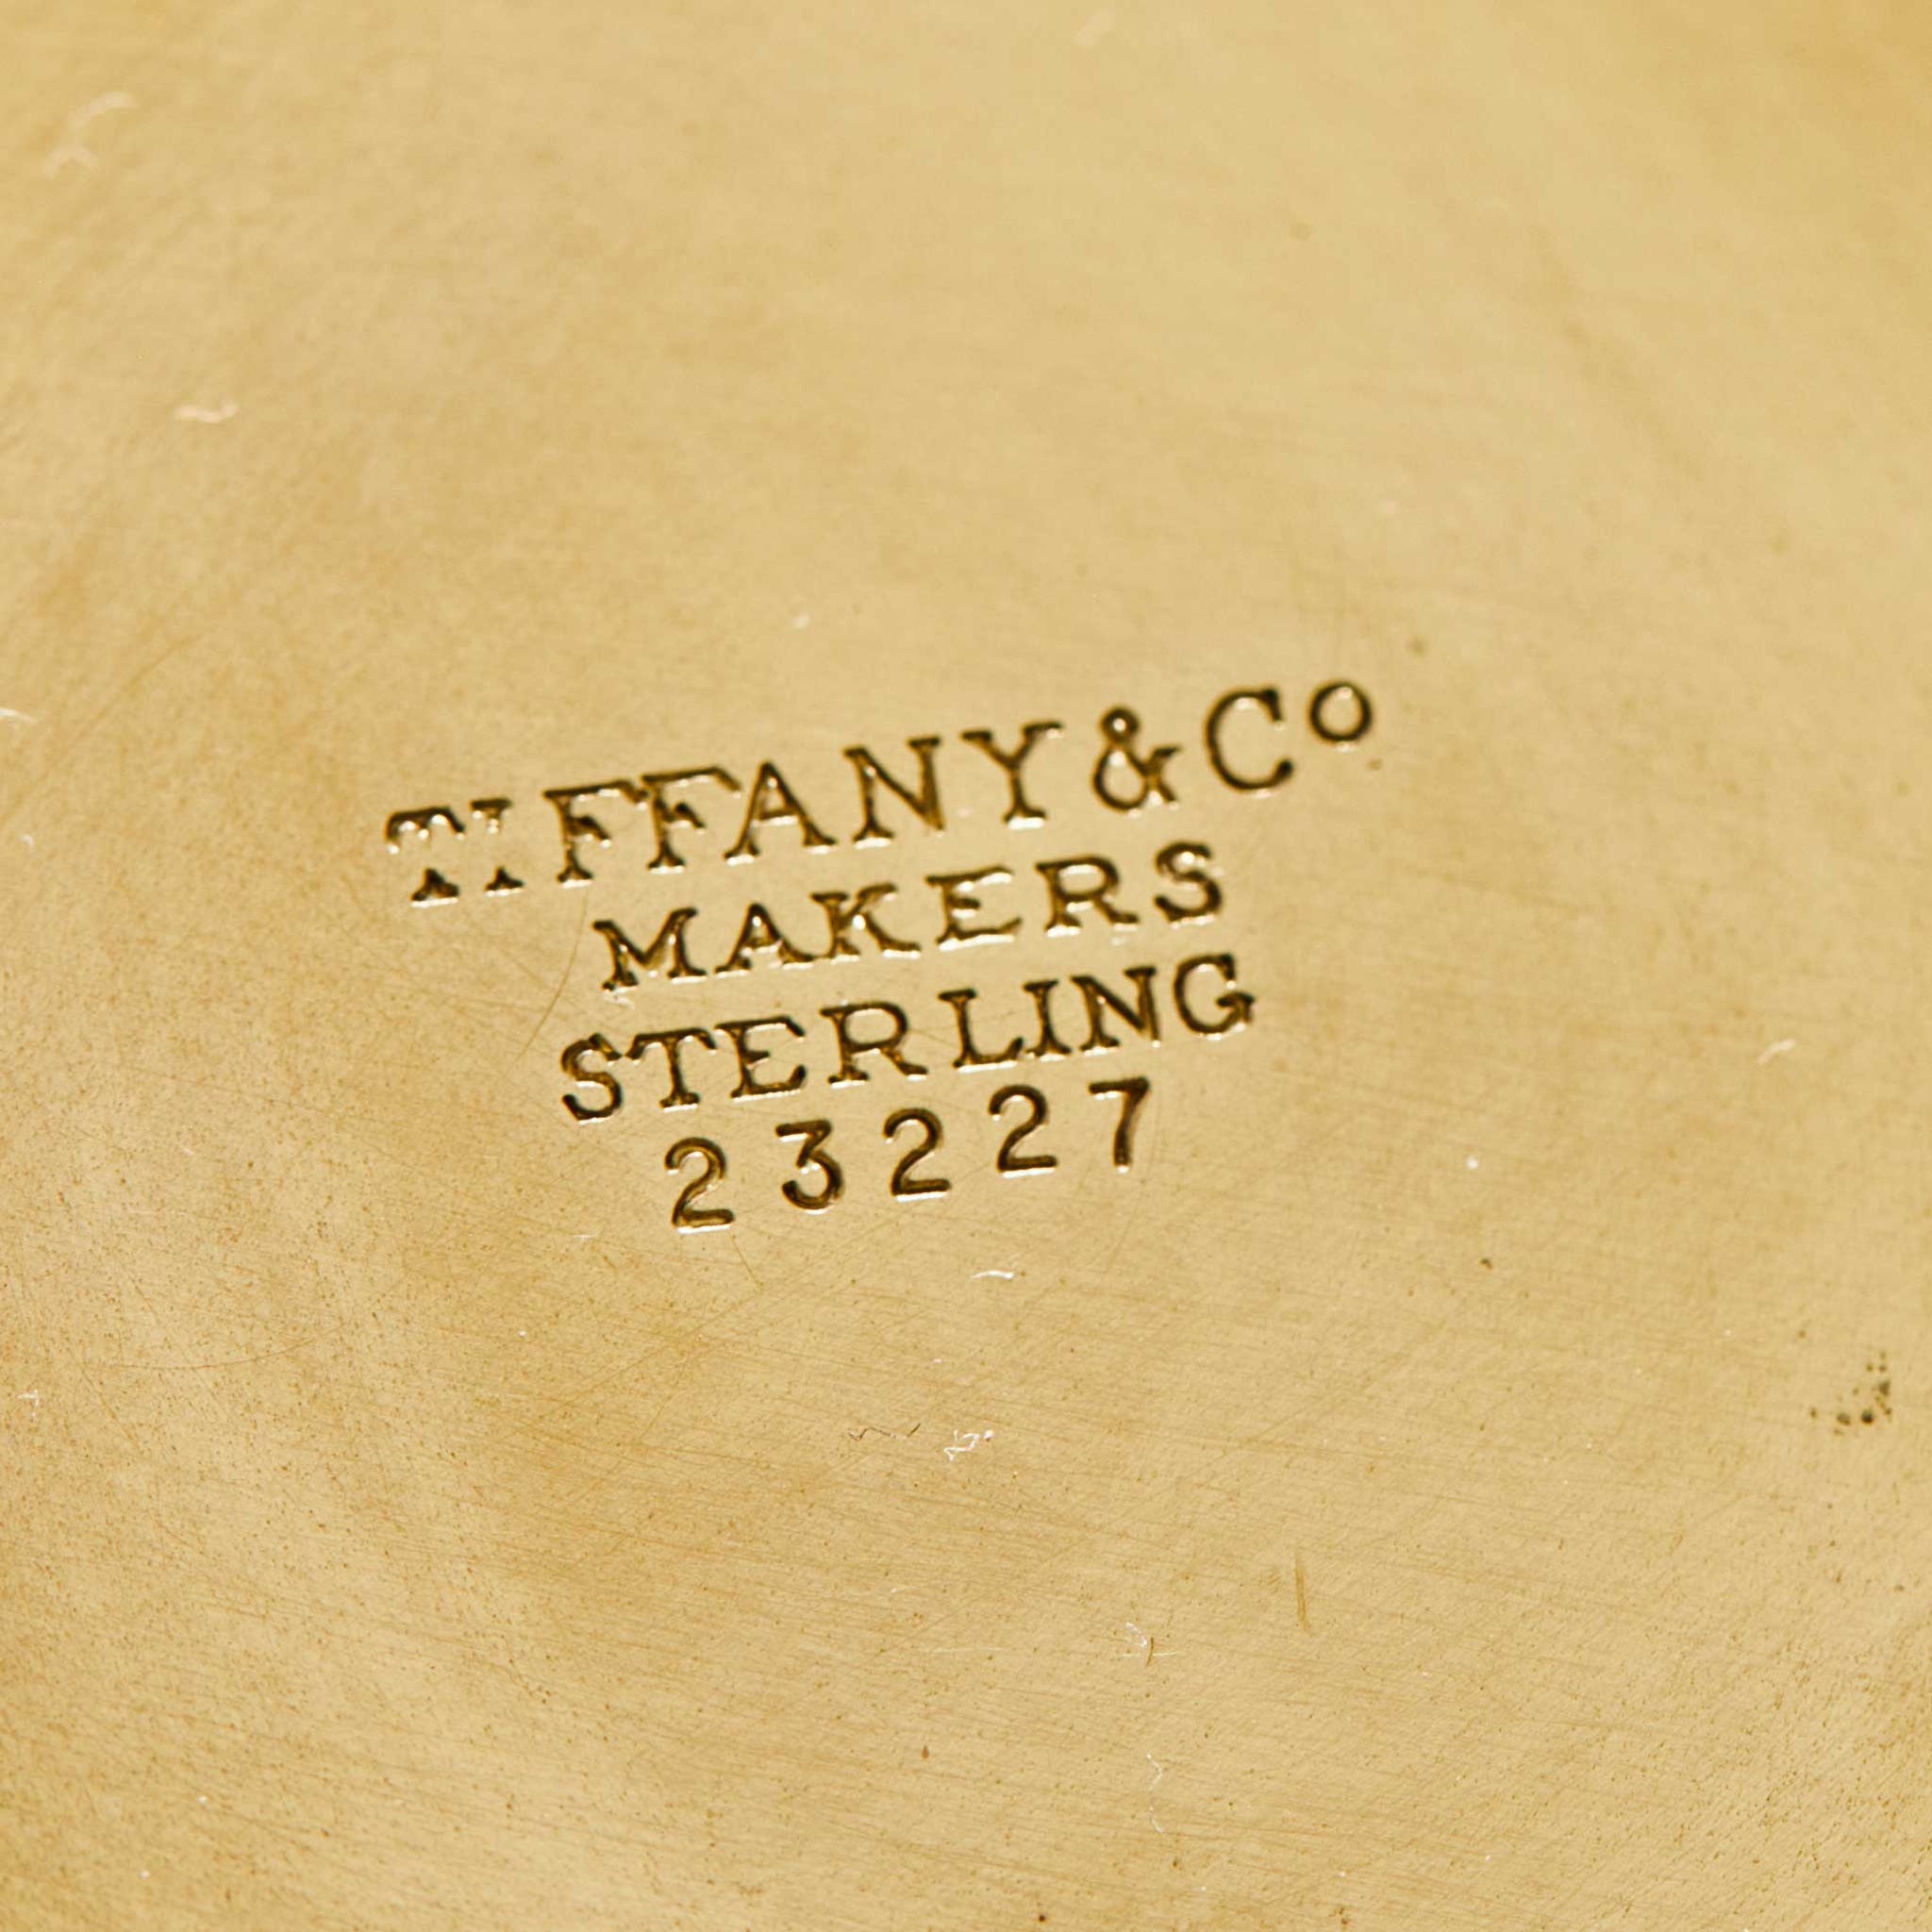 TIFFANY & Co
MAKERS
STERLING
23227